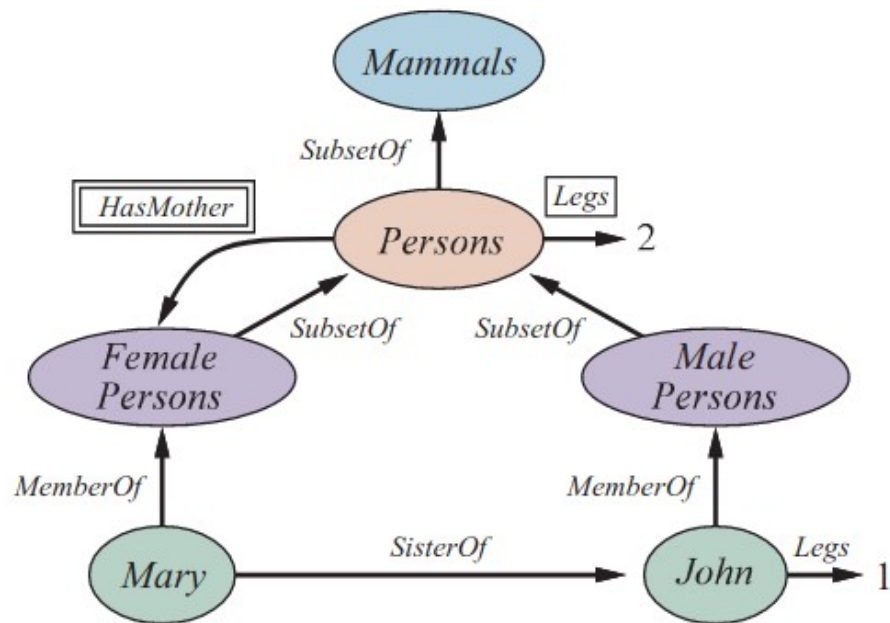 Mammals
SubsetOf
HasMother
Legs
Persons
2
SubsetOf
SubsetOf
Female
Persons
Male
Persons
MemberOf
MemberOf
SisterOf
Legs
Mary
John
1